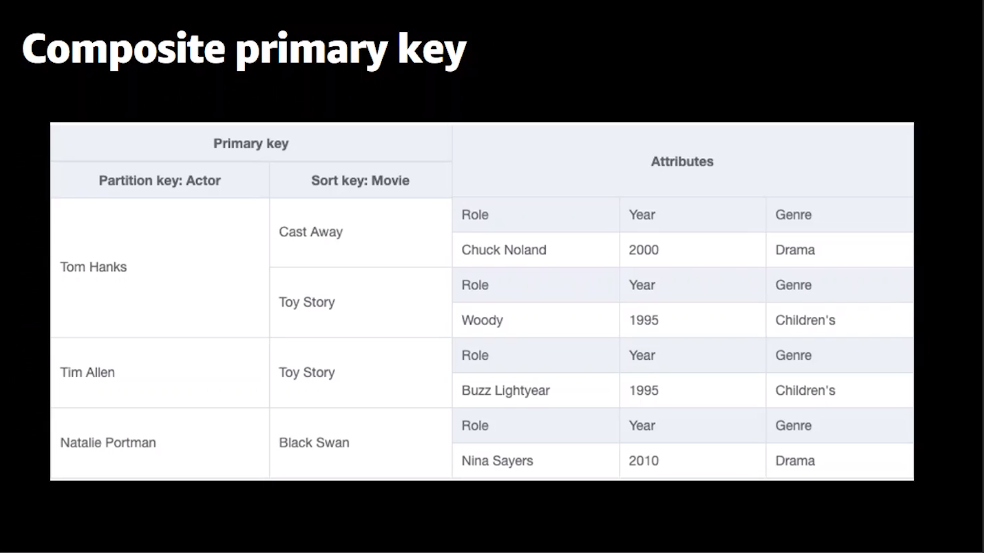 Composite primary key
Primary key
Attributes
Partition key: Actor
Sort key: Movie
Role Year Genre
Cast Away
Chuck Noland 2000 Drama
Tom Hanks
Role Year Genre
Toy Story
Woody 1995 Children's
Role Year Genre
Tim Allen Toy Story
Buzz Lightyear 1995 Children's
Role Year Genre
Natalie Portman Black Swan
Nina Sayers 2010 Drama